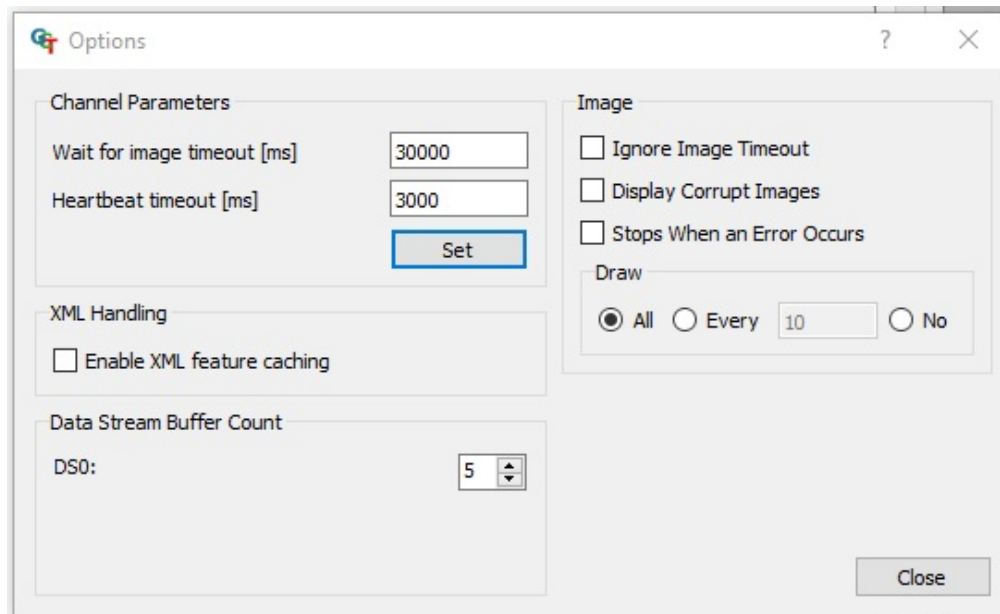 Options
?
Channel Parameters
Wait for image timeout [ms] 30000
Heartbeat timeout [ms] 3000
Set
XML Handling
Enable XML feature caching
Data Stream Buffer Count
DS0: 5
Image
Ignore Image Timeout
Display Corrupt Images
Stops When an Error Occurs
Draw
All Every 10 No
Close